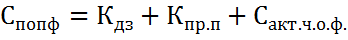 Спопф = Кдз + Кпр.п + Сакт.ч.о.ф.